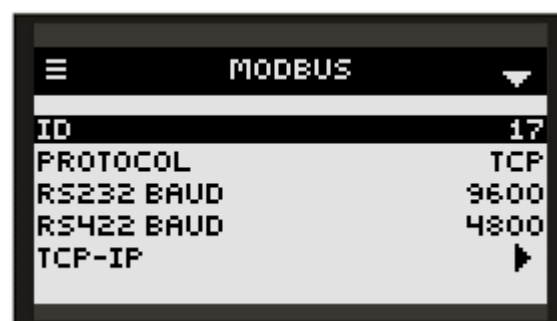 MODBUS
ID 17
PROTOCOL TCP
RS232 BAUD 9600
RS422 BAUD 4800
TCP-IP